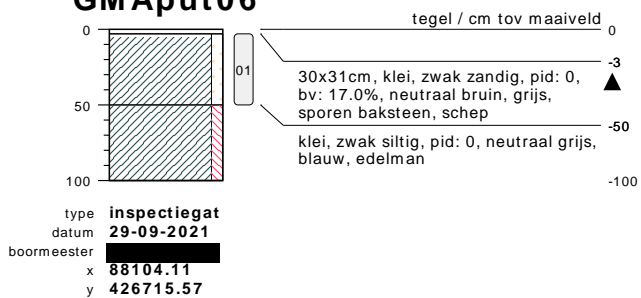 GMAput06
tegel / cm tov maaiveld
0
0
-3
01
30x31cm, klei, zwak zandig, pid: 0,
bv: 17.0%, neutraal bruin, grijs,
sporen baksteen, schep
50
-50
klei, zwak siltig, pid: 0, neutraal grijs,
blauw, edelman
100
-100
type inspectiegat
datum 29-09-2021
boormeester
x 88104.11
y 426715.57